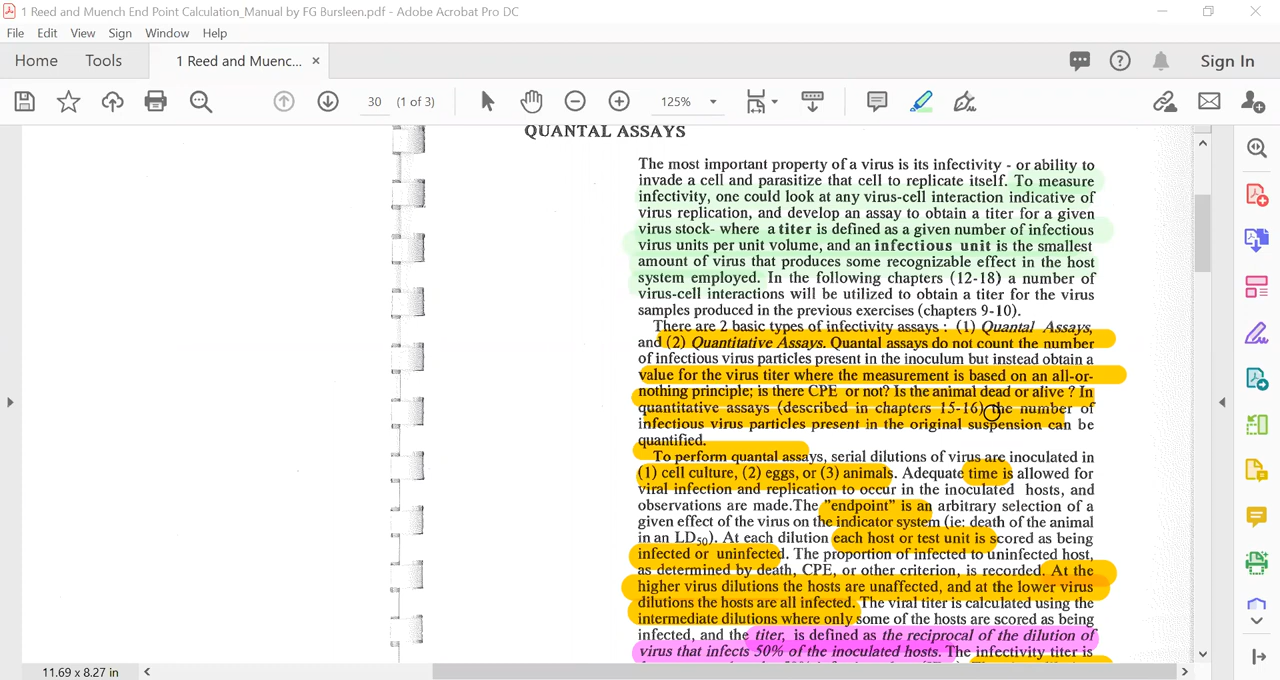 1 Reed and Muench End Point Calculation_Manual by FG Bursleen.pdf - Adobe Acrobat Pro DC
File Edit View Sign Window Help
Home Tools 1 Reed and Muenc... × Sign In
30 (1 of 3) 125%
QUANTAL ASSAYS
The most important property of a virus is its infectivity - or ability to
invade a cell and parasitize that cell to replicate itself. To measure
infectivity, one could look at any virus-cell interaction indicative of
virus replication, and develop an assay to obtain a titer for a given
virus stock- where a titer is defined as a given number of infectious
virus units per unit volume, and an infectious unit is the smallest
amount of virus that produces some recognizable effect in the host
system employed. In the following chapters (12-18) a number of
virus-cell interactions will be utilized to obtain a titer for the virus
samples produced in the previous exercises (chapters 9-10).
There are 2 basic types of infectivity assays : (1) Quantal Assays,
and (2) Quantitative Assays. Quantal assays do not count the number
of infectious virus particles present in the inoculum but instead obtain a
value for the virus titer where the measurement is based on an all-or-
nothing principle; is there CPE or not? Is the animal dead or alive ? In
quantitative assays (described in chapters 15-16) the number of
infectious virus particles present in the original suspension can be
quantified.
To perform quantal assays, serial dilutions of virus are inoculated in
(1) cell culture, (2) eggs, or (3) animals. Adequate time is allowed for
viral infection and replication to occur in the inoculated hosts, and
observations are made.The "endpoint" is an arbitrary selection of a
given effect of the virus on the indicator system (ie: death of the animal
in an LD50). At each dilution each host or test unit is scored as being
infected or uninfected. The proportion of infected to uninfected host,
as determined by death, CPE, or other criterion, is recorded. At the
higher virus dilutions the hosts are unaffected, and at the lower virus
dilutions the hosts are all infected. The viral titer is calculated using the
intermediate dilutions where only some of the hosts are scored as being
infected, and the titer, is defined as the reciprocal of the dilution of
virus that infects 50% of the inoculated hosts. The infectivity titer is
11.69 x 8.27 in